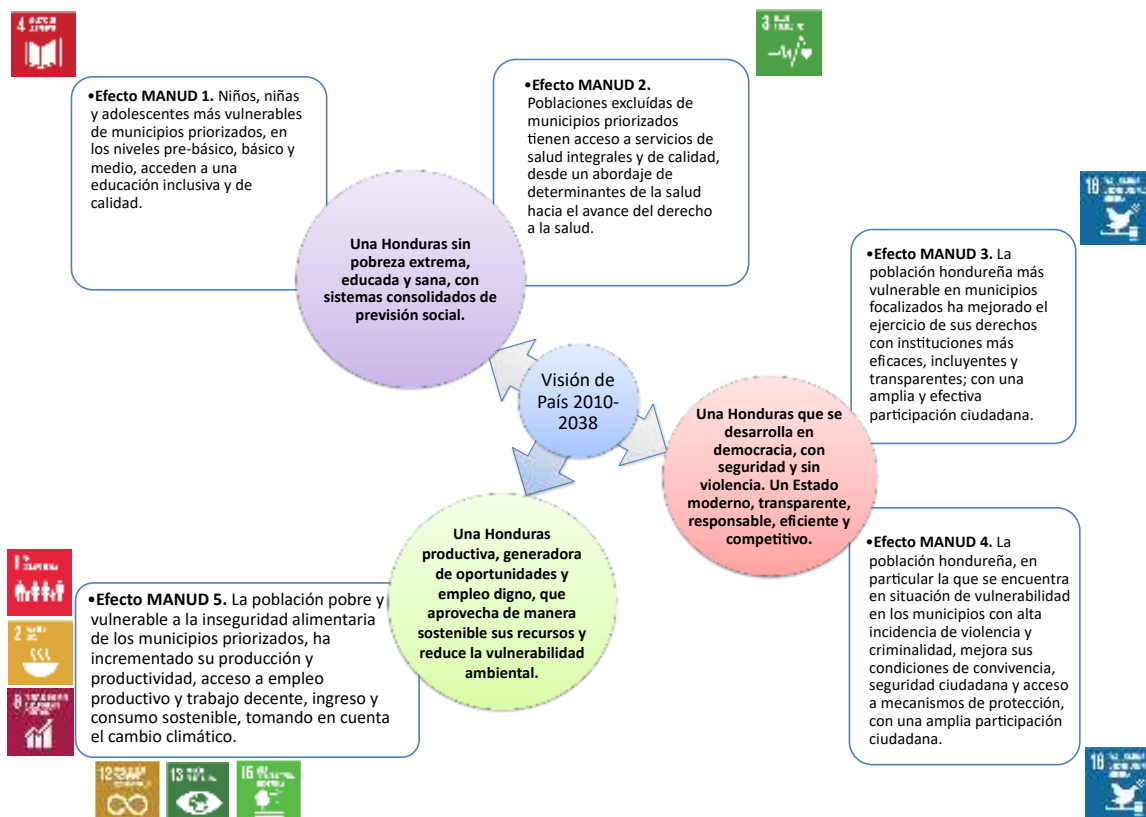 4
3
•Efecto MANUD 1. Niños, niñas
y adolescentes más vulnerables
de municipios priorizados, en
los niveles pre-básico, básico y
medio, acceden a una
educación inclusiva y de
calidad.
•Efecto MANUD 2.
Poblaciones excluídas de
municipios priorizados
tienen acceso a servicios de
salud integrales y de calidad,
desde un abordaje de
determinantes de la salud
hacia el avance del derecho
a la salud.
Una Honduras sin
pobreza extrema,
educada y sana, con
sistemas consolidados de
previsión social.
•Efecto MANUD 3. La
población hondureña más
vulnerable en municipios
focalizados ha mejorado el
ejercicio de sus derechos
con instituciones más
eficaces, incluyentes y
transparentes; con una
amplia y efectiva
participación ciudadana.
Visión de
País 2010-
2038
Una Honduras que se
desarrolla en
democracia, con
seguridad y sin
violencia. Un Estado
moderno, transparente,
responsable, eficiente y
competitivo.
Una Honduras
productiva, generadora
de oportunidades y
empleo digno, que
aprovecha de manera
sostenible sus recursos y
reduce la vulnerabilidad
ambiental.
•Efecto MANUD 4. La
población hondureña, en
particular la que se encuentra
en situación de vulnerabilidad
en los municipios con alta
incidencia de violencia y
criminalidad, mejora sus
condiciones de convivencia,
seguridad ciudadana y acceso
a mecanismos de protección,
con una amplia participación
ciudadana.
1
2
8
•Efecto MANUD 5. La población pobre y
vulnerable a la inseguridad alimentaria
de los municipios priorizados, ha
incrementado su producción y
productividad, acceso a empleo
productivo y trabajo decente, ingreso y
consumo sostenible, tomando en cuenta
el cambio climático.
12
13